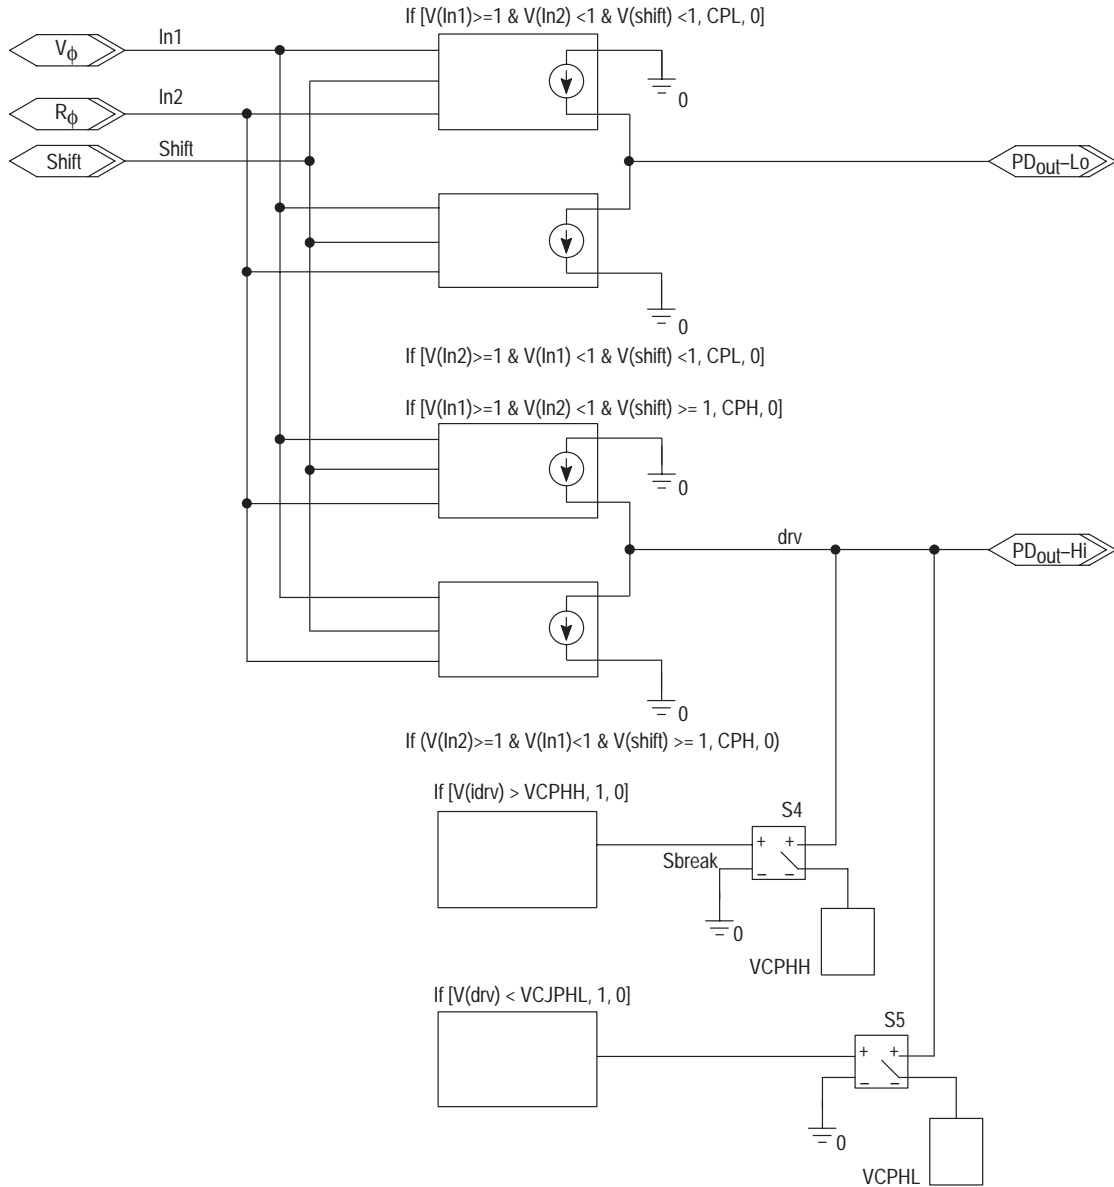 If [V(In1)>=1 & V(In2) <1 & V(shift) <1, CPL, 0]
Vϕ
In1
0
Rϕ
In2
Shift
Shift
PDout–Lo
0
If [V(In2)>=1 & V(In1) <1 & V(shift) <1, CPL, 0]
If [V(In1)>=1 & V(In2) <1 & V(shift) >= 1, CPH, 0]
0
drv
PDout–Hi
0
If (V(In2)>=1 & V(In1)<1 & V(shift) >= 1, CPH, 0)
If [V(idrv) > VCPHH, 1, 0]
S4
+ +
Sbreak
– –
0
VCPHH
If [V(drv) < VCJPHL, 1, 0]
S5
+ +
– –
0
VCPHL